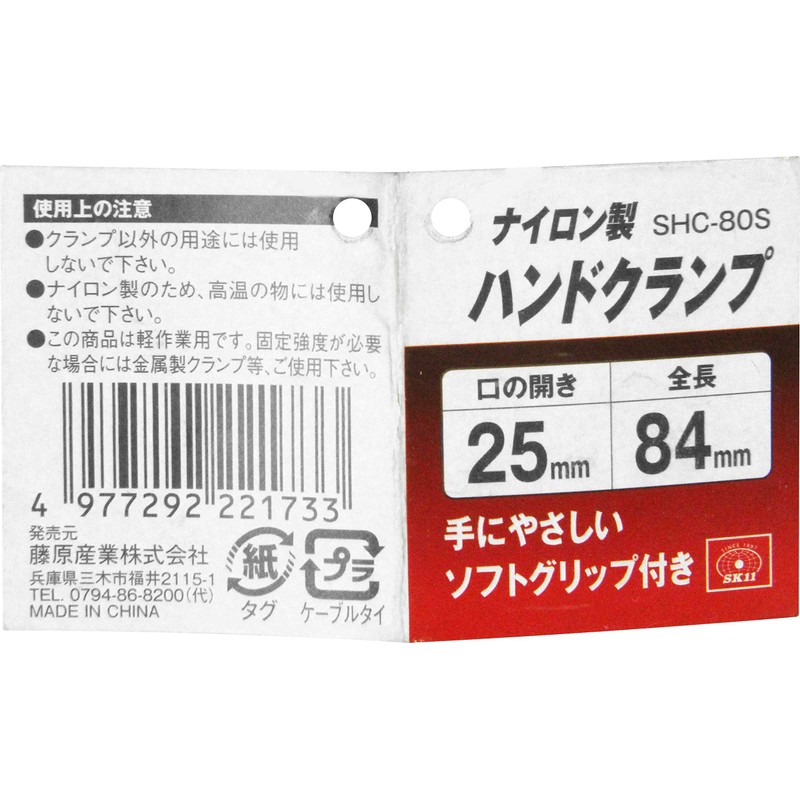 使用上の注意
●クランプ以外の用途には使用
しないで下さい。
●ナイロン製のため、高温の物には使用し
ないで下さい。
●この商品は軽作業用です。固定強度が必要
な場合には金属製クランプ等、ご使用下さい。
4 977292 221733
発売元
藤原産業株式会社
兵庫県三木市福井2115-1
TEL. 0794-86-8200(代)
MADE IN CHINA
紙
タグ
プラ
ケーブルタイ
ナイロン製 SHC-80S
ハンドクランプ
口の開き
25mm
全長
84mm
手にやさしい
ソフトグリップ付き
SINCE 1897
SK11